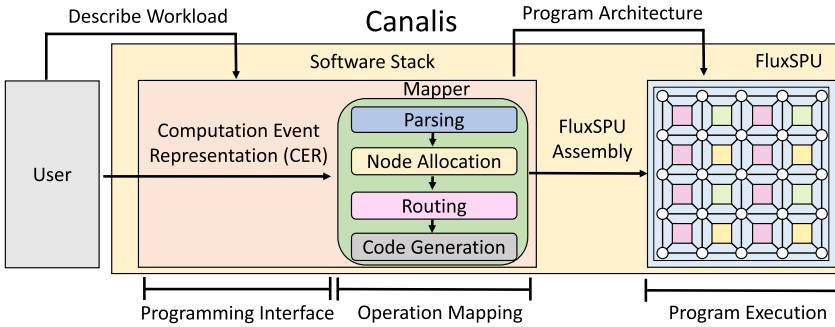 Canalis
Describe Workload
Program Architecture
Software Stack
FluxSPU
User
Computation Event
Representation (CER)
Mapper
Parsing
Node Allocation
Routing
Code Generation
FluxSPU
Assembly
Programming Interface
Operation Mapping
Program Execution